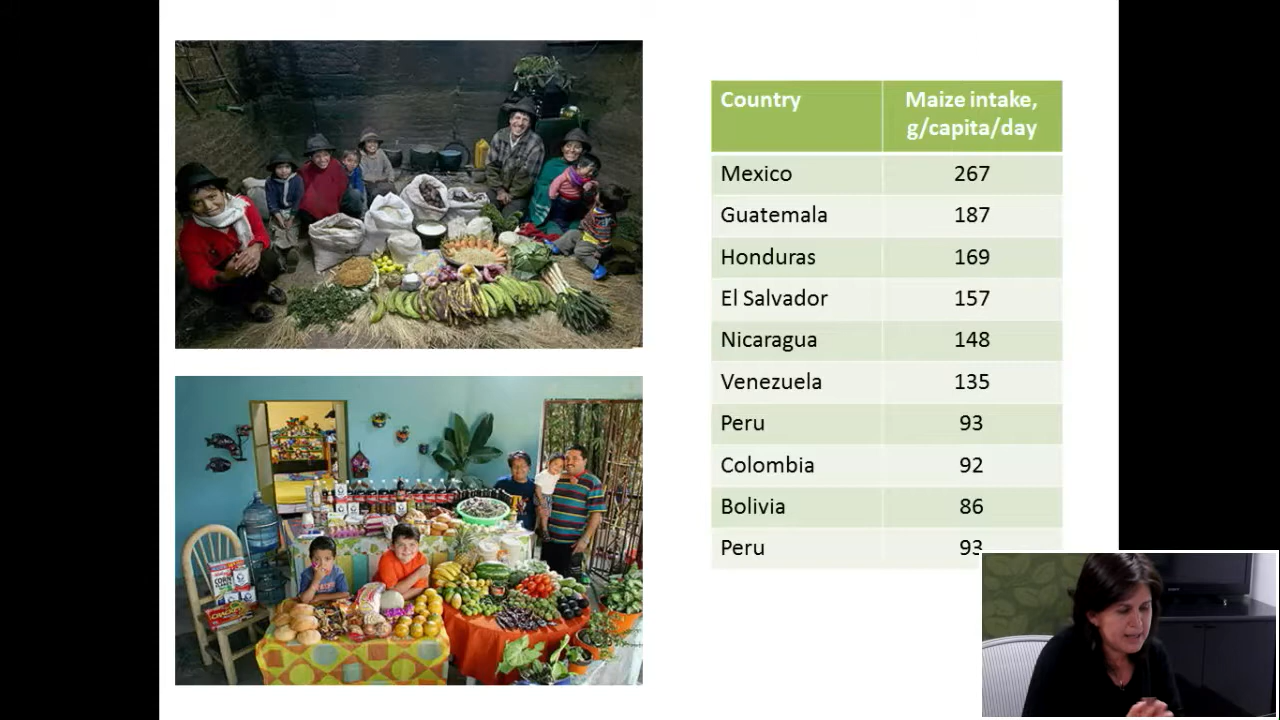 Country Maize intake,
g/capita/day
Mexico 267
Guatemala 187
Honduras 169
El Salvador 157
Nicaragua 148
Venezuela 135
Peru 93
Colombia 92
Bolivia 86
Peru 93